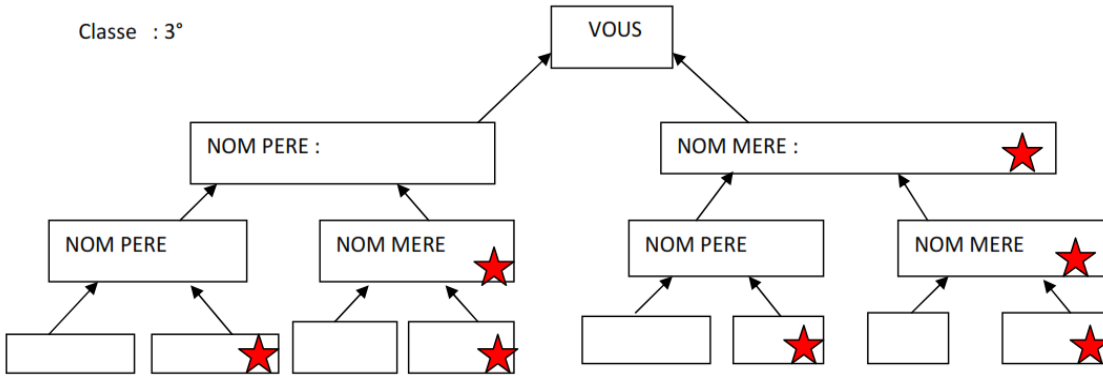 Classe : 3°
VOUS
NOM PERE :
NOM MERE :
NOM PERE
NOM MERE
NOM PERE
NOM MERE